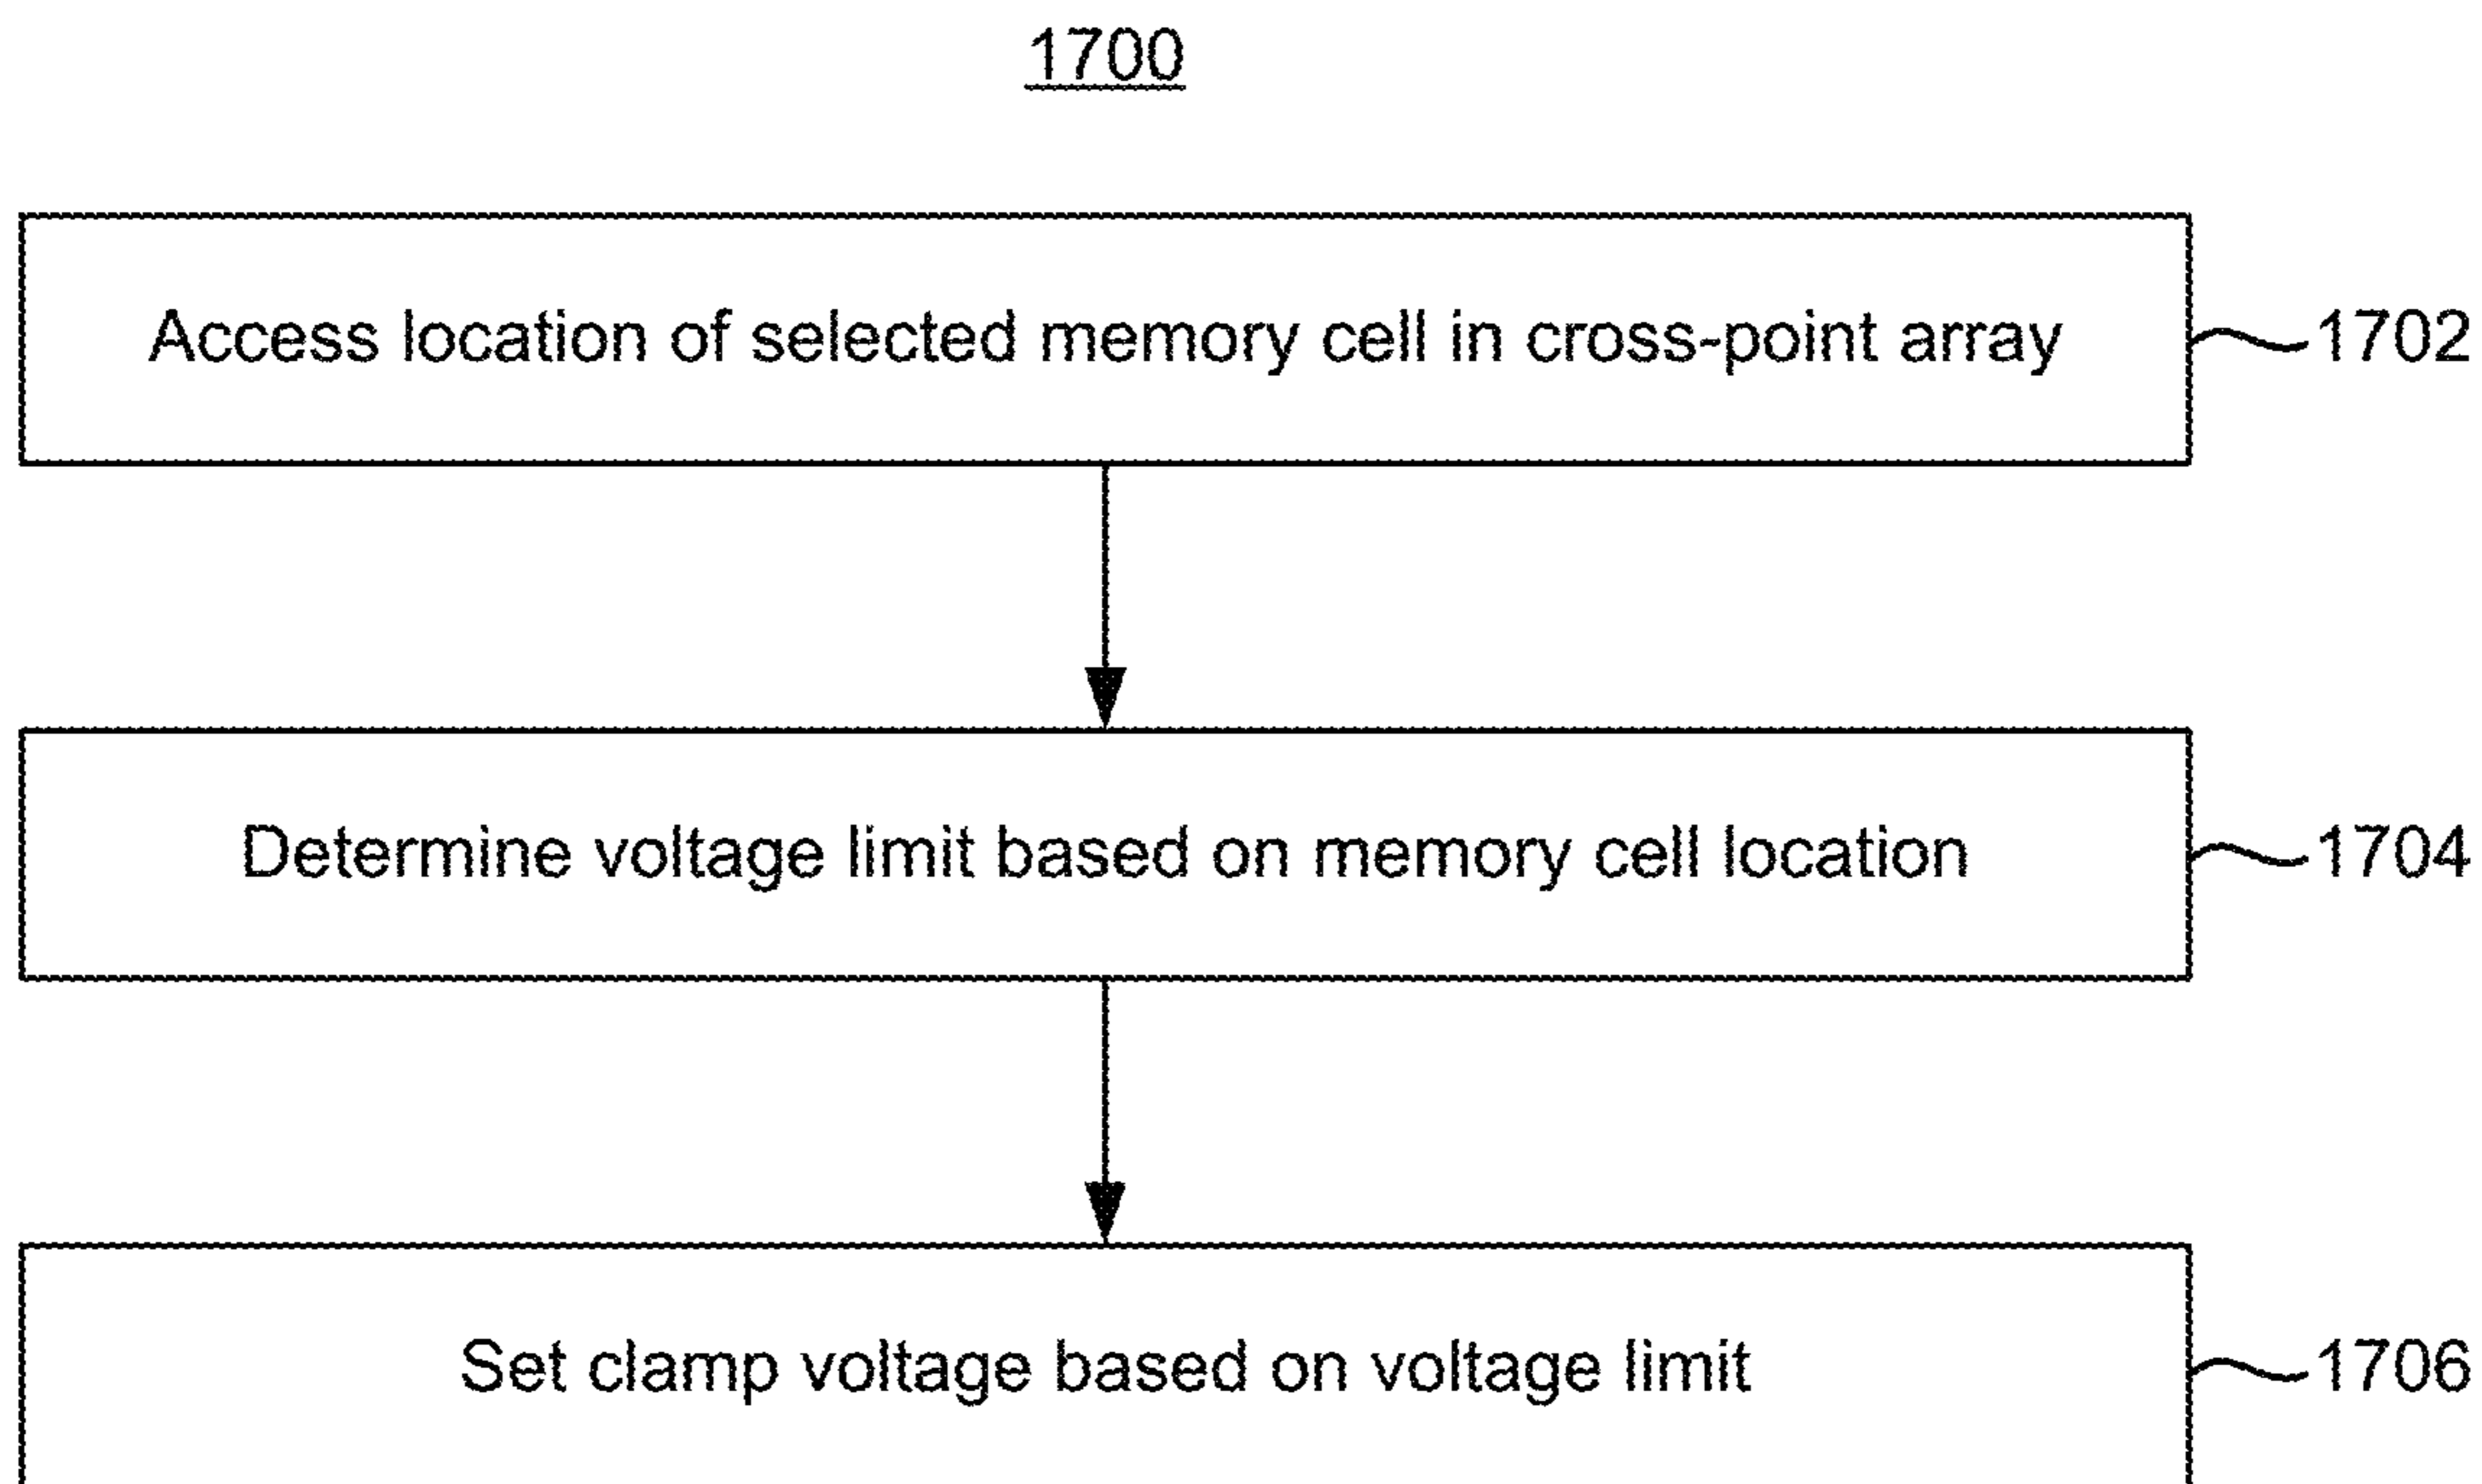 1700
Access location of selected memory cell in cross-point array
1702
Determine voltage limit based on memory cell location
1704
Set clamp voltage based on voltage limit
1706